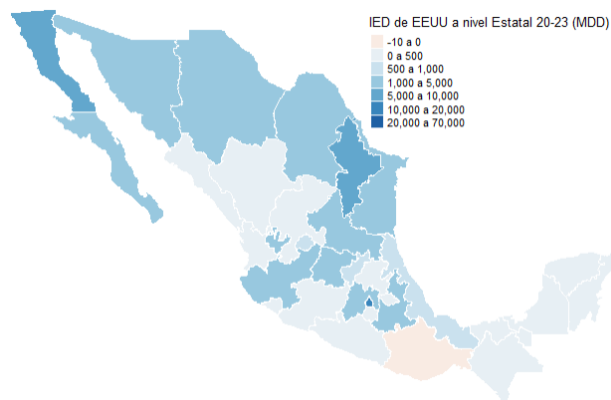 IED de EEUU a nivel Estatal 20-23 (MDD)
-10 a 0
0 a 500
500 a 1,000
1,000 a 5,000
5,000 a 10,000
10,000 a 20,000
20,000 a 70,000